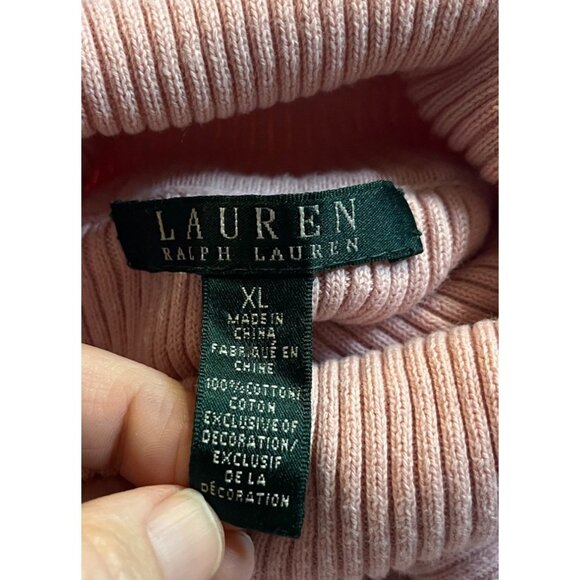 LAUREN
RALPH LAUREN
XL
MADE IN
CHINA
FABRIQUÉ EN
CHINE
100% COTTON/
COTON
EXCLUSIVE OF
DECORATION/
EXCLUSIF
DE LA
DÉCORATION